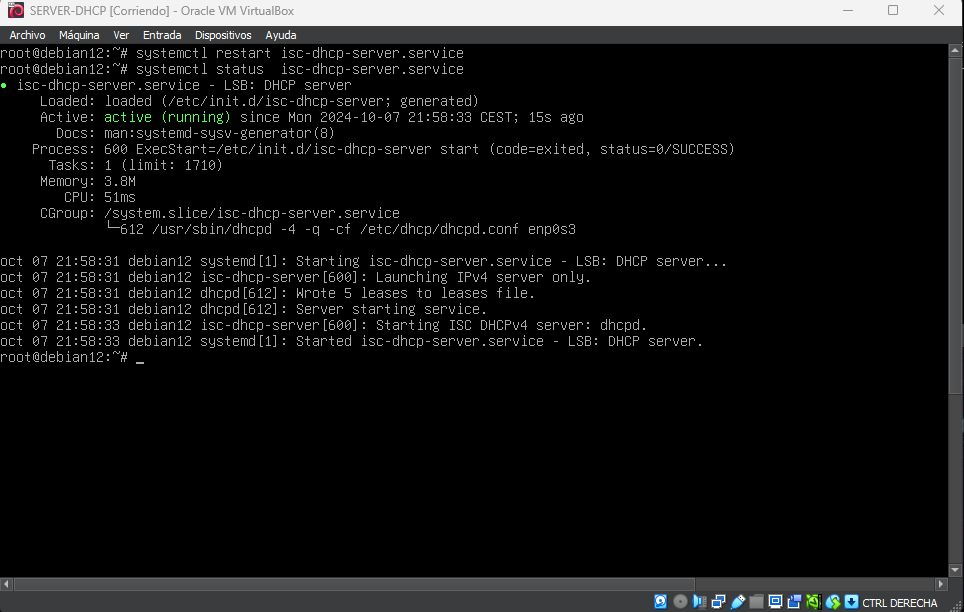 SERVER-DHCP [Corriendo] - Oracle VM VirtualBox
Archivo Máquina Ver Entrada Dispositivos Ayuda
root@debian12:~# systemctl restart isc-dhcp-server.service
root@debian12:~# systemctl status  isc-dhcp-server.service
● isc-dhcp-server.service - LSB: DHCP server
     Loaded: loaded (/etc/init.d/isc-dhcp-server; generated)
     Active: active (running) since Mon 2024-10-07 21:58:33 CEST; 15s ago
       Docs: man:systemd-sysv-generator(8)
    Process: 600 ExecStart=/etc/init.d/isc-dhcp-server start (code=exited, status=0/SUCCESS)
      Tasks: 1 (limit: 1710)
     Memory: 3.8M
        CPU: 51ms
     CGroup: /system.slice/isc-dhcp-server.service
             └─612 /usr/sbin/dhcpd -4 -q -cf /etc/dhcp/dhcpd.conf enp0s3
oct 07 21:58:31 debian12 systemd[1]: Starting isc-dhcp-server.service - LSB: DHCP server...
oct 07 21:58:31 debian12 isc-dhcp-server[600]: Launching IPv4 server only.
oct 07 21:58:31 debian12 dhcpd[612]: Wrote 5 leases to leases file.
oct 07 21:58:31 debian12 dhcpd[612]: Server starting service.
oct 07 21:58:33 debian12 isc-dhcp-server[600]: Starting ISC DHCPv4 server: dhcpd.
oct 07 21:58:33 debian12 systemd[1]: Started isc-dhcp-server.service - LSB: DHCP server.
root@debian12:~# _
CTRL DERECHA